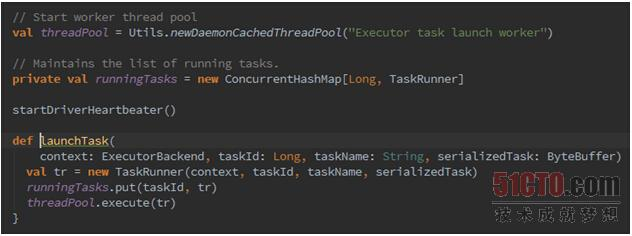 // Start worker thread pool
val threadPool = Utils.newDaemonCachedThreadPool("Executor task launch worker")
// Maintains the list of running tasks.
private val runningTasks = new ConcurrentHashMap[Long, TaskRunner]
startDriverHeartbeater()
def launchTask(
context: ExecutorBackend, taskId: Long, taskName: String, serializedTask: ByteBuffer)
val tr = new TaskRunner(context, taskId, taskName, serializedTask)
runningTasks.put(taskId, tr)
threadPool.execute(tr)
}
51CTO.com
技术成就梦想